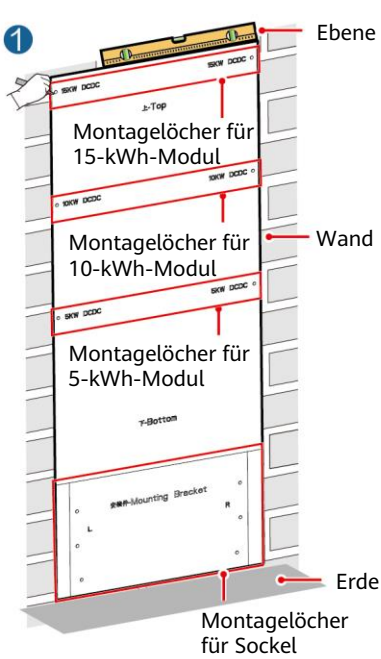 1
Ebene
15KW DCDC
15KW DCDC
上-Top
Montagelöcher für
15-kWh-Modul
10KW DCDC
10KW DCDC
Montagelöcher für
10-kWh-Modul
Wand
5KW DCDC
5KW DCDC
Montagelöcher für
5-kWh-Modul
下-Bottom
安装件-Mounting Bracket
L
R
Erde
Montagelöcher
für Sockel